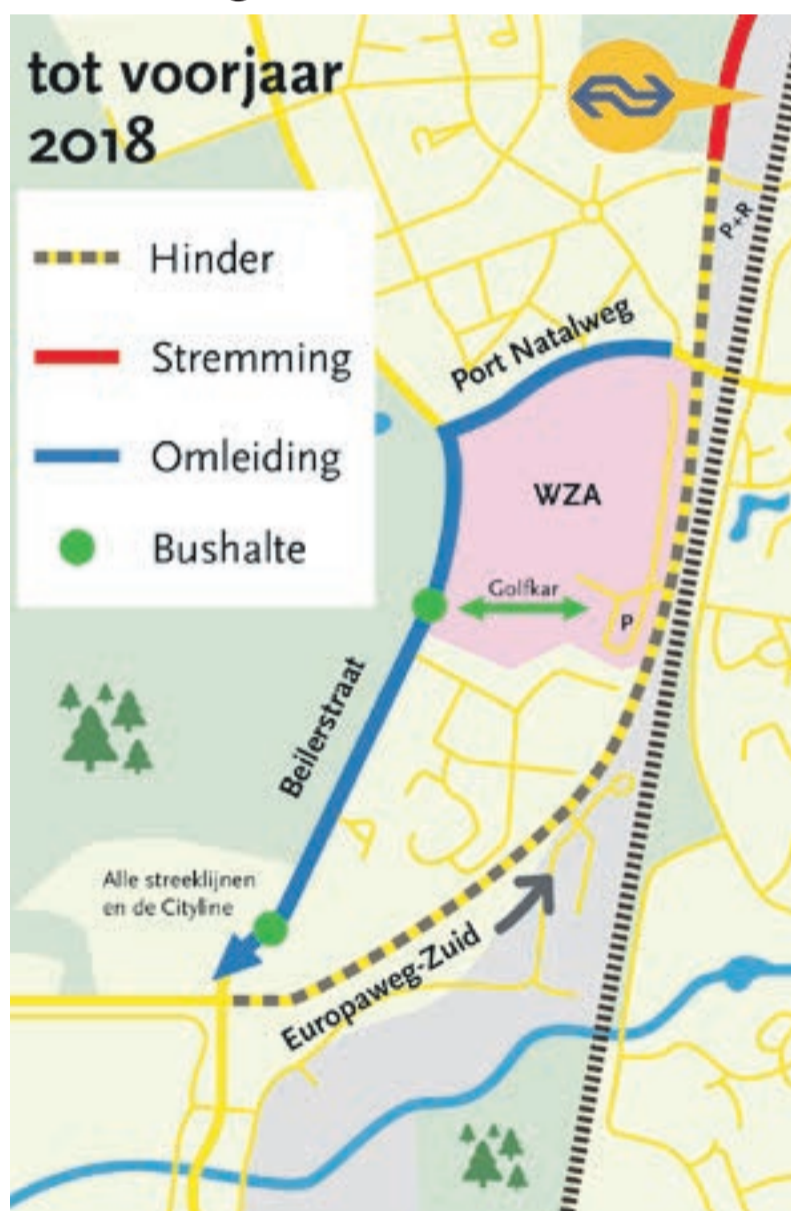 tot voorjaar
2018
Hinder
Stremming
Omleiding
Bushalte
P+R
Port Natalweg
WZA
Golfkar
P
Beilerstraat
Alle streeklijnen
en de Cityline
Europaweg-Zuid